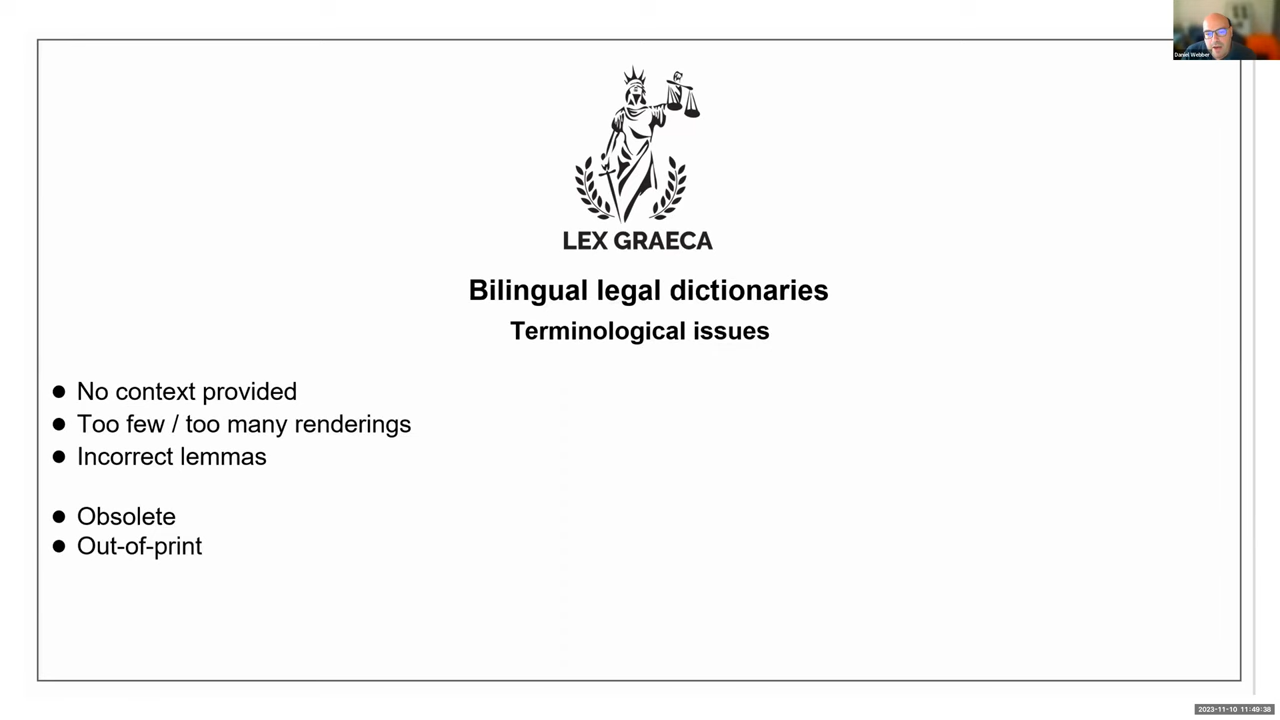 Daniel Webber
LEX GRAECA
Bilingual legal dictionaries
Terminological issues
● No context provided
● Too few / too many renderings
● Incorrect lemmas
● Obsolete
● Out-of-print
2023-11-10 11:49:38